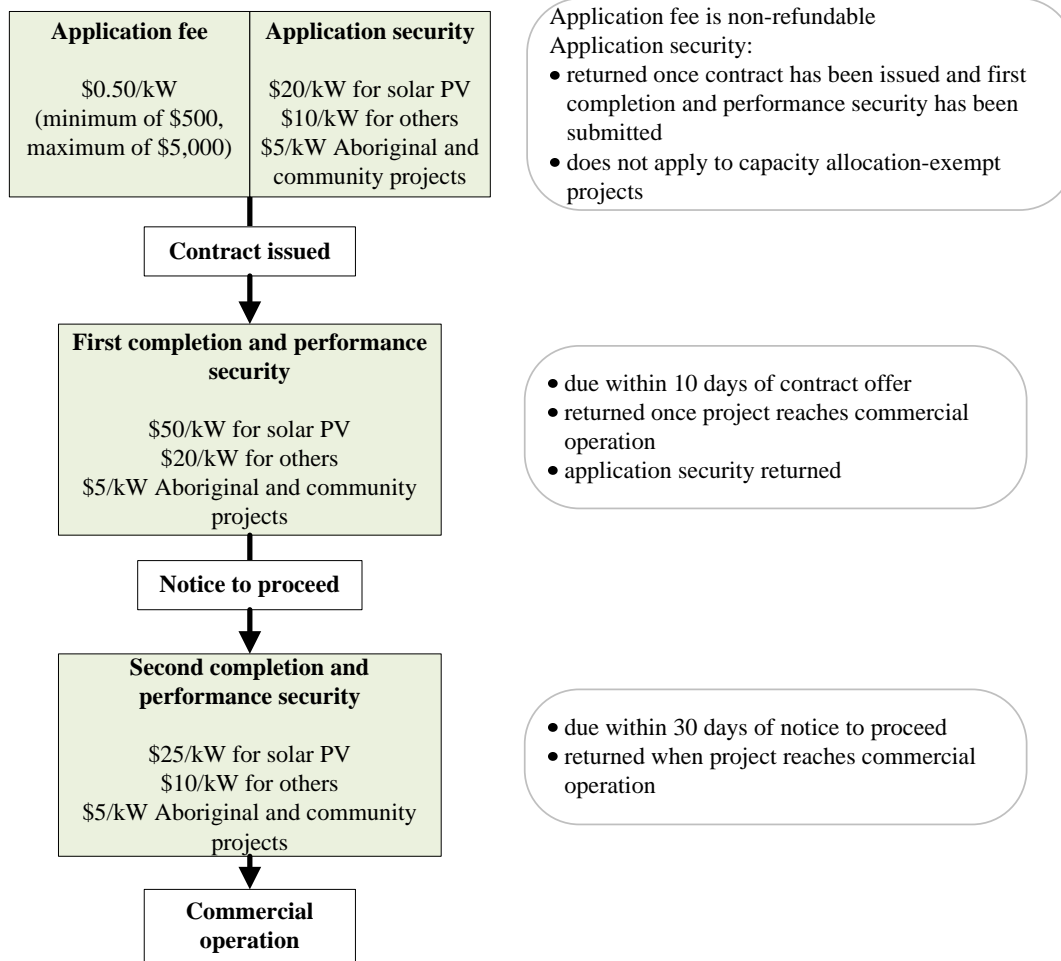 Application fee
$0.50/kW
(minimum of $500,
maximum of $5,000)
Application security
$20/kW for solar PV
$10/kW for others
$5/kW Aboriginal and
community projects
Application fee is non-refundable
Application security:
• returned once contract has been issued and first
completion and performance security has been
submitted
• does not apply to capacity allocation-exempt
projects
Contract issued
First completion and performance
security
$50/kW for solar PV
$20/kW for others
$5/kW Aboriginal and community
projects
• due within 10 days of contract offer
• returned once project reaches commercial
operation
• application security returned
Notice to proceed
Second completion and
performance security
$25/kW for solar PV
$10/kW for others
$5/kW Aboriginal and community
projects
• due within 30 days of notice to proceed
• returned when project reaches commercial
operation
Commercial
operation